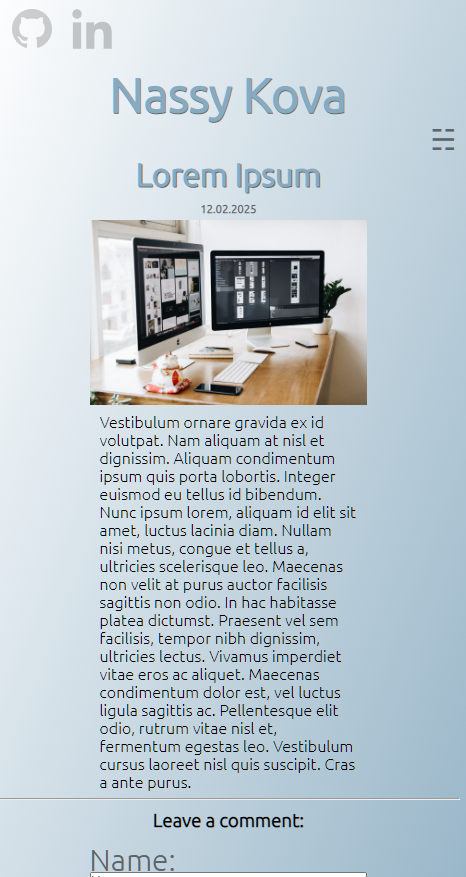 in
Nassy Kova
Lorem Ipsum
12.02.2025
Vestibulum ornare gravida ex id
volutpat. Nam aliquam at nisl et
dignissim. Aliquam condimentum
ipsum quis porta lobortis. Integer
euismod eu tellus id bibendum.
Nunc ipsum lorem, aliquam id elit sit
amet, luctus lacinia diam. Nullam
nisi metus, congue et tellus a,
ultricies scelerisque leo. Maecenas
non velit at purus auctor facilisis
sagittis non odio. In hac habitasse
platea dictumst. Praesent vel sem
facilisis, tempor nibh dignissim,
ultricies lectus. Vivamus imperdiet
vitae eros ac aliquet. Maecenas
condimentum dolor est, vel luctus
ligula sagittis ac. Pellentesque elit
odio, rutrum vitae nisl et,
fermentum egestas leo. Vestibulum
cursus laoreet nisl quis suscipit. Cras
a ante purus.
Leave a comment:
Name: